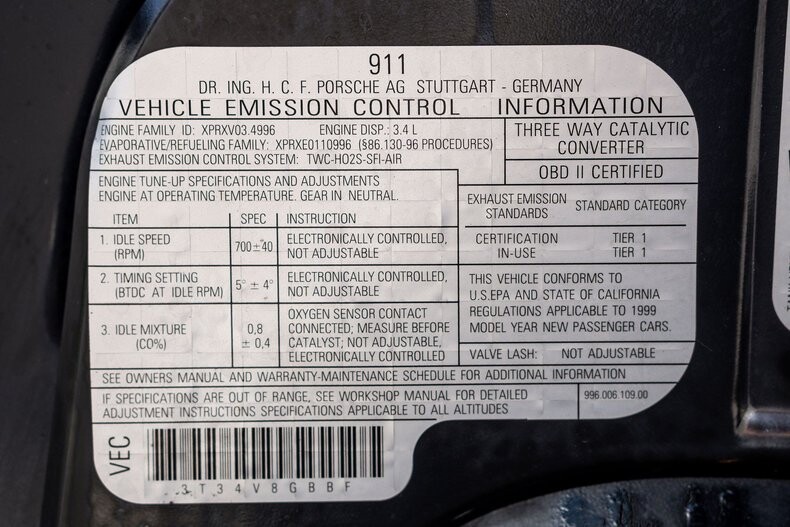 911
DR. ING. H. C. F. PORSCHE AG STUTTGART - GERMANY
VEHICLE EMISSION CONTROL INFORMATION
ENGINE FAMILY ID: XPRXV03.4996 ENGINE DISP.: 3.4 L
EVAPORATIVE/REFUELING FAMILY: XPRXE0110996 (§86.130-96 PROCEDURES)
EXHAUST EMISSION CONTROL SYSTEM: TWC-HO2S-SFI-AIR
THREE WAY CATALYTIC
CONVERTER
OBD II CERTIFIED
ENGINE TUNE-UP SPECIFICATIONS AND ADJUSTMENTS
ENGINE AT OPERATING TEMPERATURE. GEAR IN NEUTRAL.
ITEM SPEC INSTRUCTION
1. IDLE SPEED
(RPM)
700±40
ELECTRONICALLY CONTROLLED,
NOT ADJUSTABLE
2. TIMING SETTING
(BTDC AT IDLE RPM)
5° ± 4°
ELECTRONICALLY CONTROLLED,
NOT ADJUSTABLE
3. IDLE MIXTURE
(CO%)
0,8
± 0,4
OXYGEN SENSOR CONTACT
CONNECTED; MEASURE BEFORE
CATALYST; NOT ADJUSTABLE,
ELECTRONICALLY CONTROLLED
EXHAUST EMISSION
STANDARDS
STANDARD CATEGORY
CERTIFICATION TIER 1
IN-USE TIER 1
THIS VEHICLE CONFORMS TO
U.S.EPA AND STATE OF CALIFORNIA
REGULATIONS APPLICABLE TO 1999
MODEL YEAR NEW PASSENGER CARS.
VALVE LASH: NOT ADJUSTABLE
SEE OWNERS MANUAL AND WARRANTY-MAINTENANCE SCHEDULE FOR ADDITIONAL INFORMATION
IF SPECIFICATIONS ARE OUT OF RANGE, SEE WORKSHOP MANUAL FOR DETAILED
ADJUSTMENT INSTRUCTIONS SPECIFICATIONS APPLICABLE TO ALL ALTITUDES
996.006.109.00
VEC
3T34V8GBBF